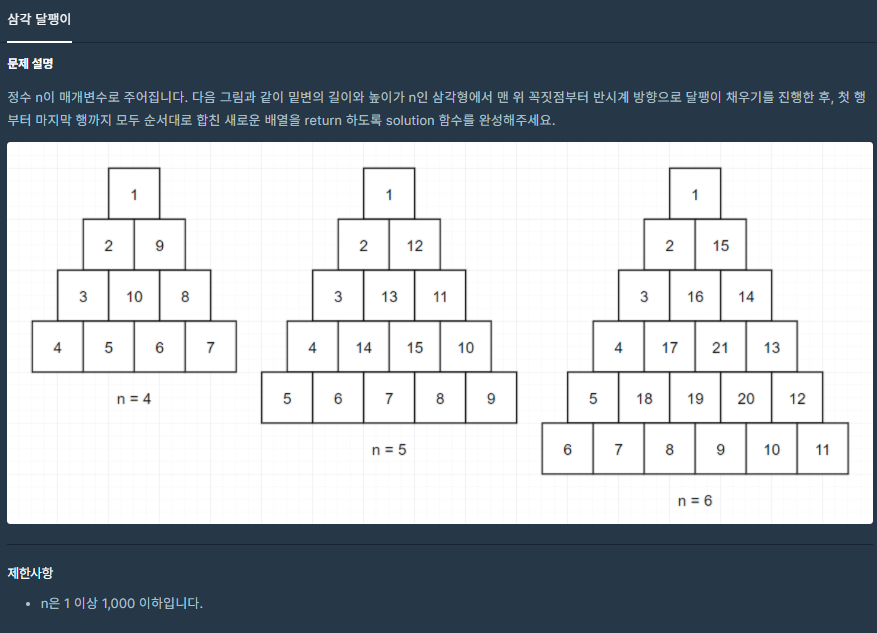 삼각 달팽이
문제 설명
정수 n이 매개변수로 주어집니다. 다음 그림과 같이 밑변의 길이와 높이가 n인 삼각형에서 맨 위 꼭짓점부터 반시계 방향으로 달팽이 채우기를 진행한 후, 첫 행
부터 마지막 행까지 모두 순서대로 합친 새로운 배열을 return 하도록 solution 함수를 완성해주세요.
1
2 9
3 10 8
4 5 6 7
n = 4
1
2 12
3 13 11
4 14 15 10
5 6 7 8 9
n = 5
1
2 15
3 16 14
4 17 21 13
5 18 19 20 12
6 7 8 9 10 11
n = 6
제한사항
• n은 1 이상 1,000 이하입니다.